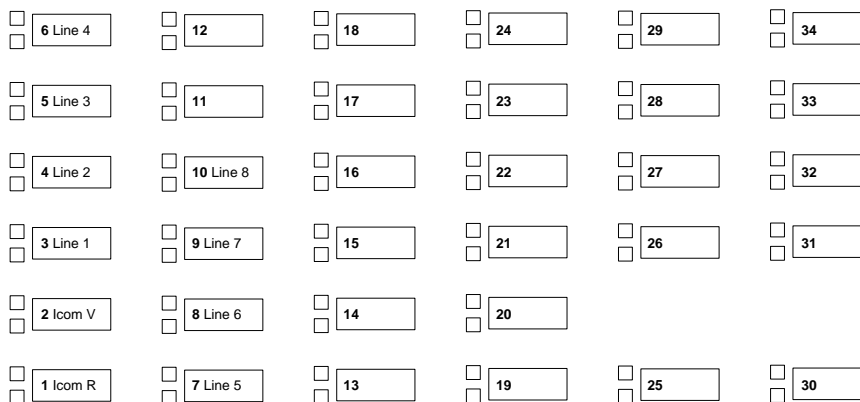 6 Line 4 12 18 24 29 34
5 Line 3 11 17 23 28 33
4 Line 2 10 Line 8 16 22 27 32
3 Line 1 9 Line 7 15 21 26 31
2 Icom V 8 Line 6 14 20
1 Icom R 7 Line 5 13 19 25 30